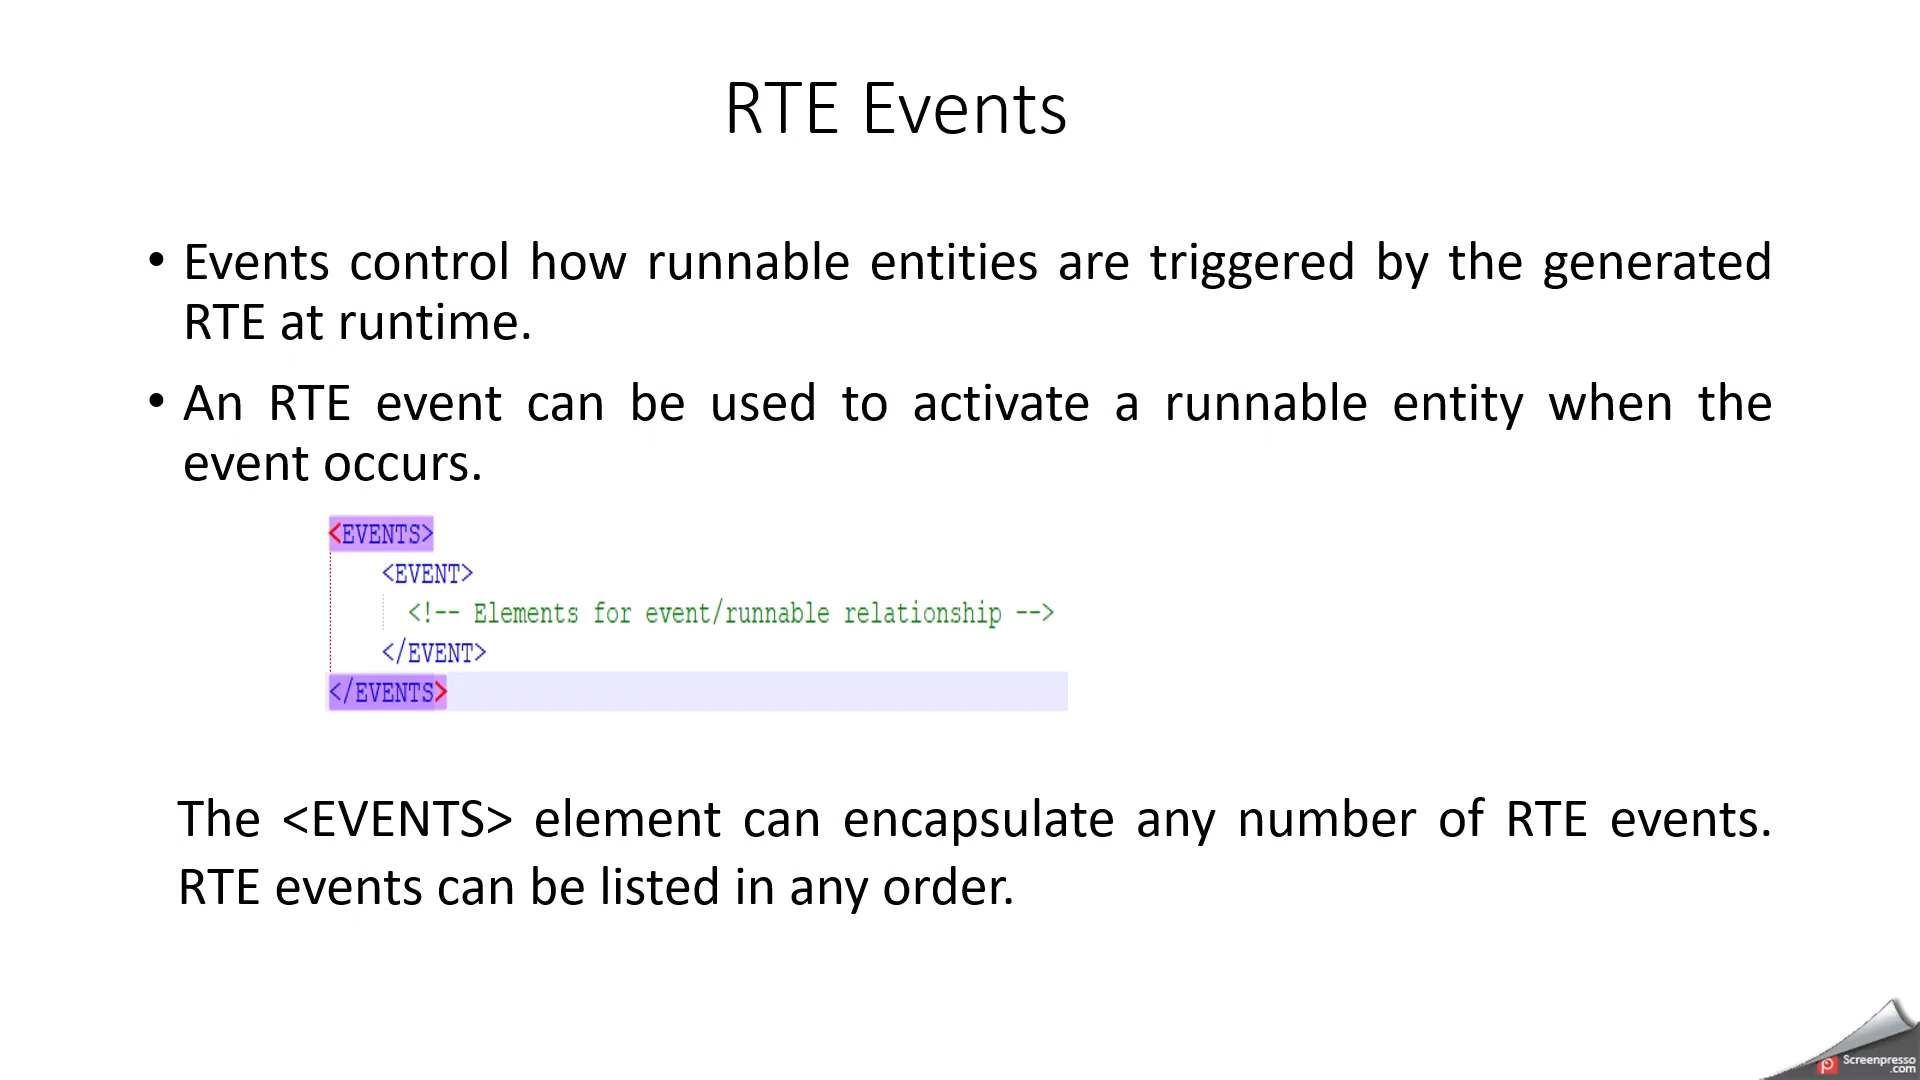 RTE Events
• Events control how runnable entities are triggered by the generated
RTE at runtime.
• An RTE event can be used to activate a runnable entity when the
event occurs.
<EVENTS>
<EVENT>
<!-- Elements for event/runnable relationship -->
</EVENT>
</EVENTS>
The <EVENTS> element can encapsulate any number of RTE events.
RTE events can be listed in any order.
Screenpresso
.com